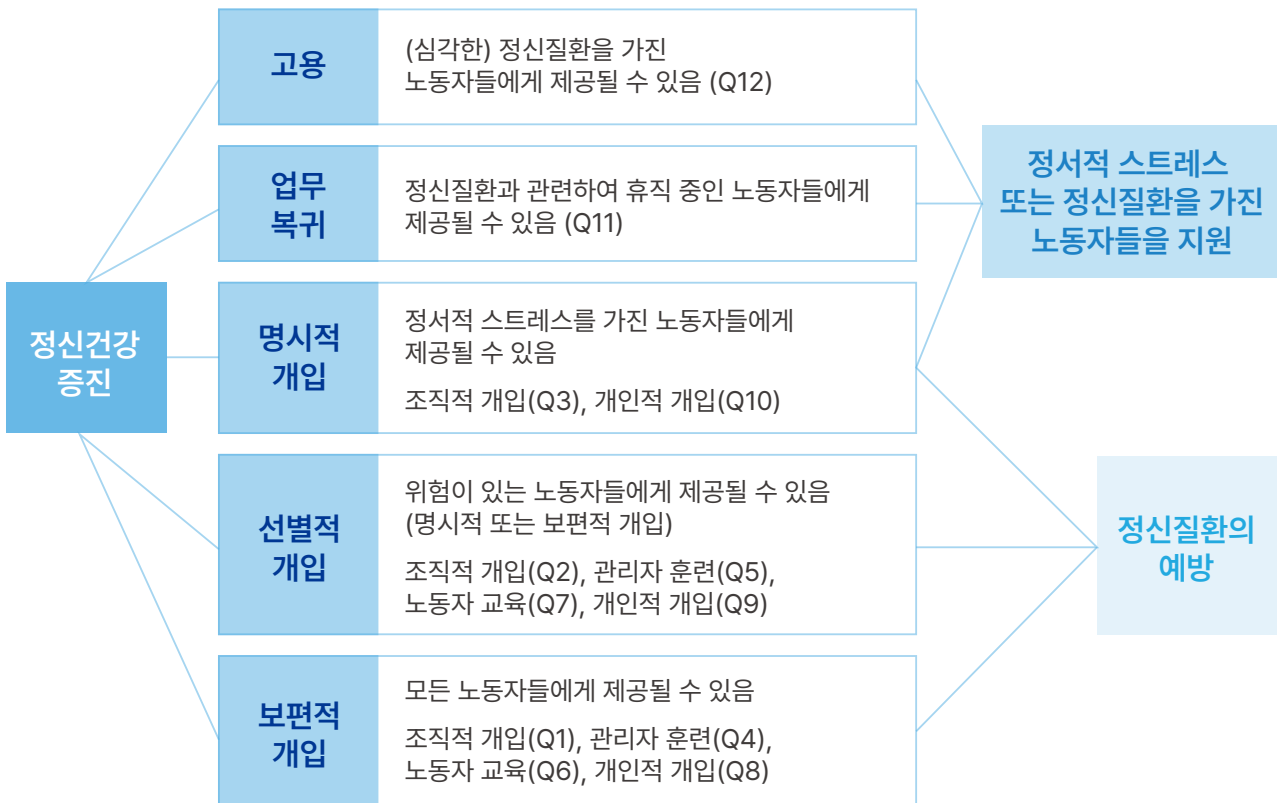 정신건강
증진
고용
(심각한) 정신질환을 가진
노동자들에게 제공될 수 있음 (Q12)
업무
복귀
정신질환과 관련하여 휴직 중인 노동자들에게
제공될 수 있음 (Q11)
명시적
개입
정서적 스트레스를 가진 노동자들에게
제공될 수 있음
조직적 개입(Q3), 개인적 개입(Q10)
선별적
개입
위험이 있는 노동자들에게 제공될 수 있음
(명시적 또는 보편적 개입)
조직적 개입(Q2), 관리자 훈련(Q5),
노동자 교육(Q7), 개인적 개입(Q9)
보편적
개입
모든 노동자들에게 제공될 수 있음
조직적 개입(Q1), 관리자 훈련(Q4),
노동자 교육(Q6), 개인적 개입(Q8)
정서적 스트레스
또는 정신질환을 가진
노동자들을 지원
정신질환의
예방